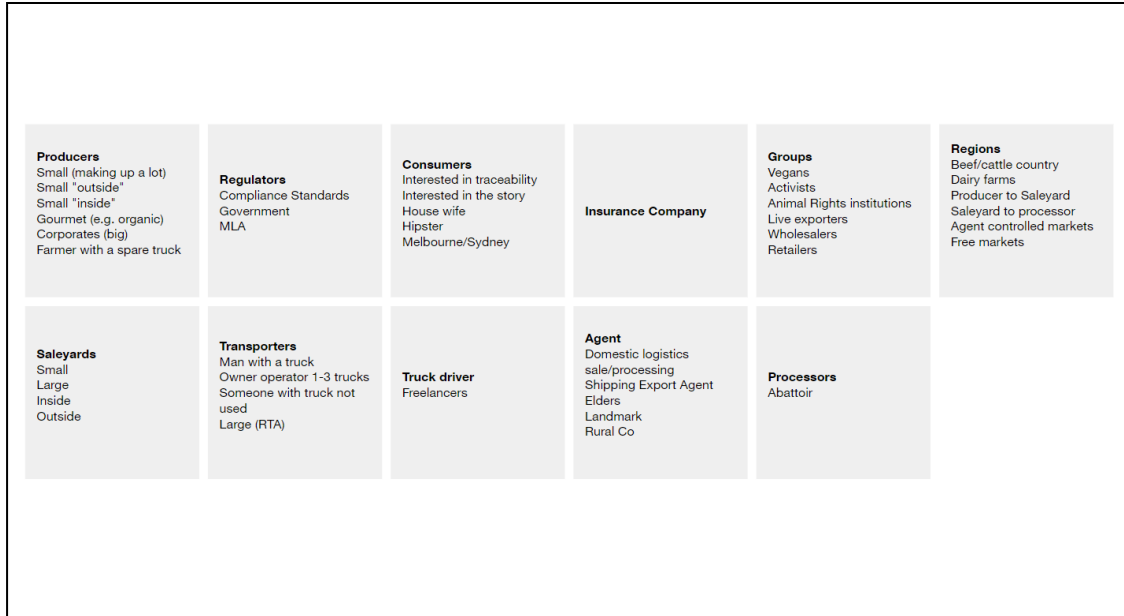 Producers
Small (making up a lot)
Small "outside"
Small "inside"
Gourmet (e.g. organic)
Corporates (big)
Farmer with a spare truck
Regulators
Compliance Standards
Government
MLA
Consumers
Interested in traceability
Interested in the story
House wife
Hipster
Melbourne/Sydney
Insurance Company
Groups
Vegans
Activists
Animal Rights institutions
Live exporters
Wholesalers
Retailers
Regions
Beef/cattle country
Dairy farms
Producer to Saleyard
Saleyard to processor
Agent controlled markets
Free markets
Saleyards
Small
Large
Inside
Outside
Transporters
Man with a truck
Owner operator 1-3 trucks
Someone with truck not
used
Large (RTA)
Truck driver
Freelancers
Agent
Domestic logistics
sale/processing
Shipping Export Agent
Elders
Landmark
Rural Co
Processors
Abattoir